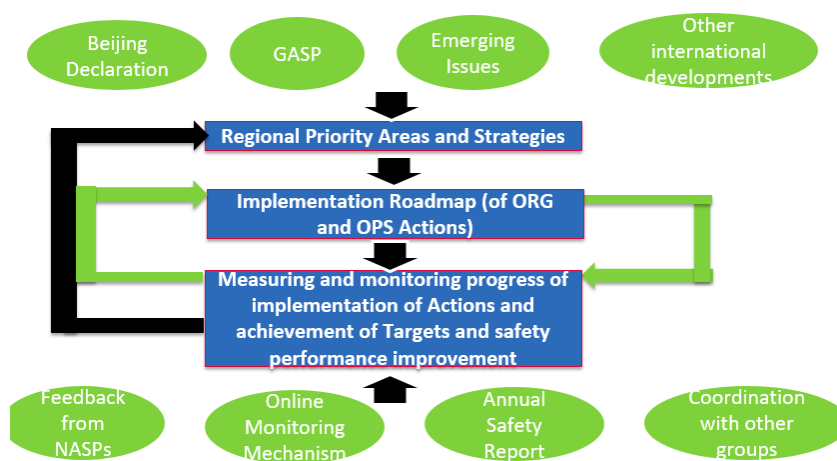 Beijing
Declaration
GASP
Emerging
Issues
Other
international
developments
Regional Priority Areas and Strategies
Implementation Roadmap (of ORG
and OPS Actions)
Measuring and monitoring progress of
implementation of Actions and
achievement of Targets and safety
performance improvement
Feedback
from
NASPs
Online
Monitoring
Mechanism
Annual
Safety
Report
Coordination
with other
groups